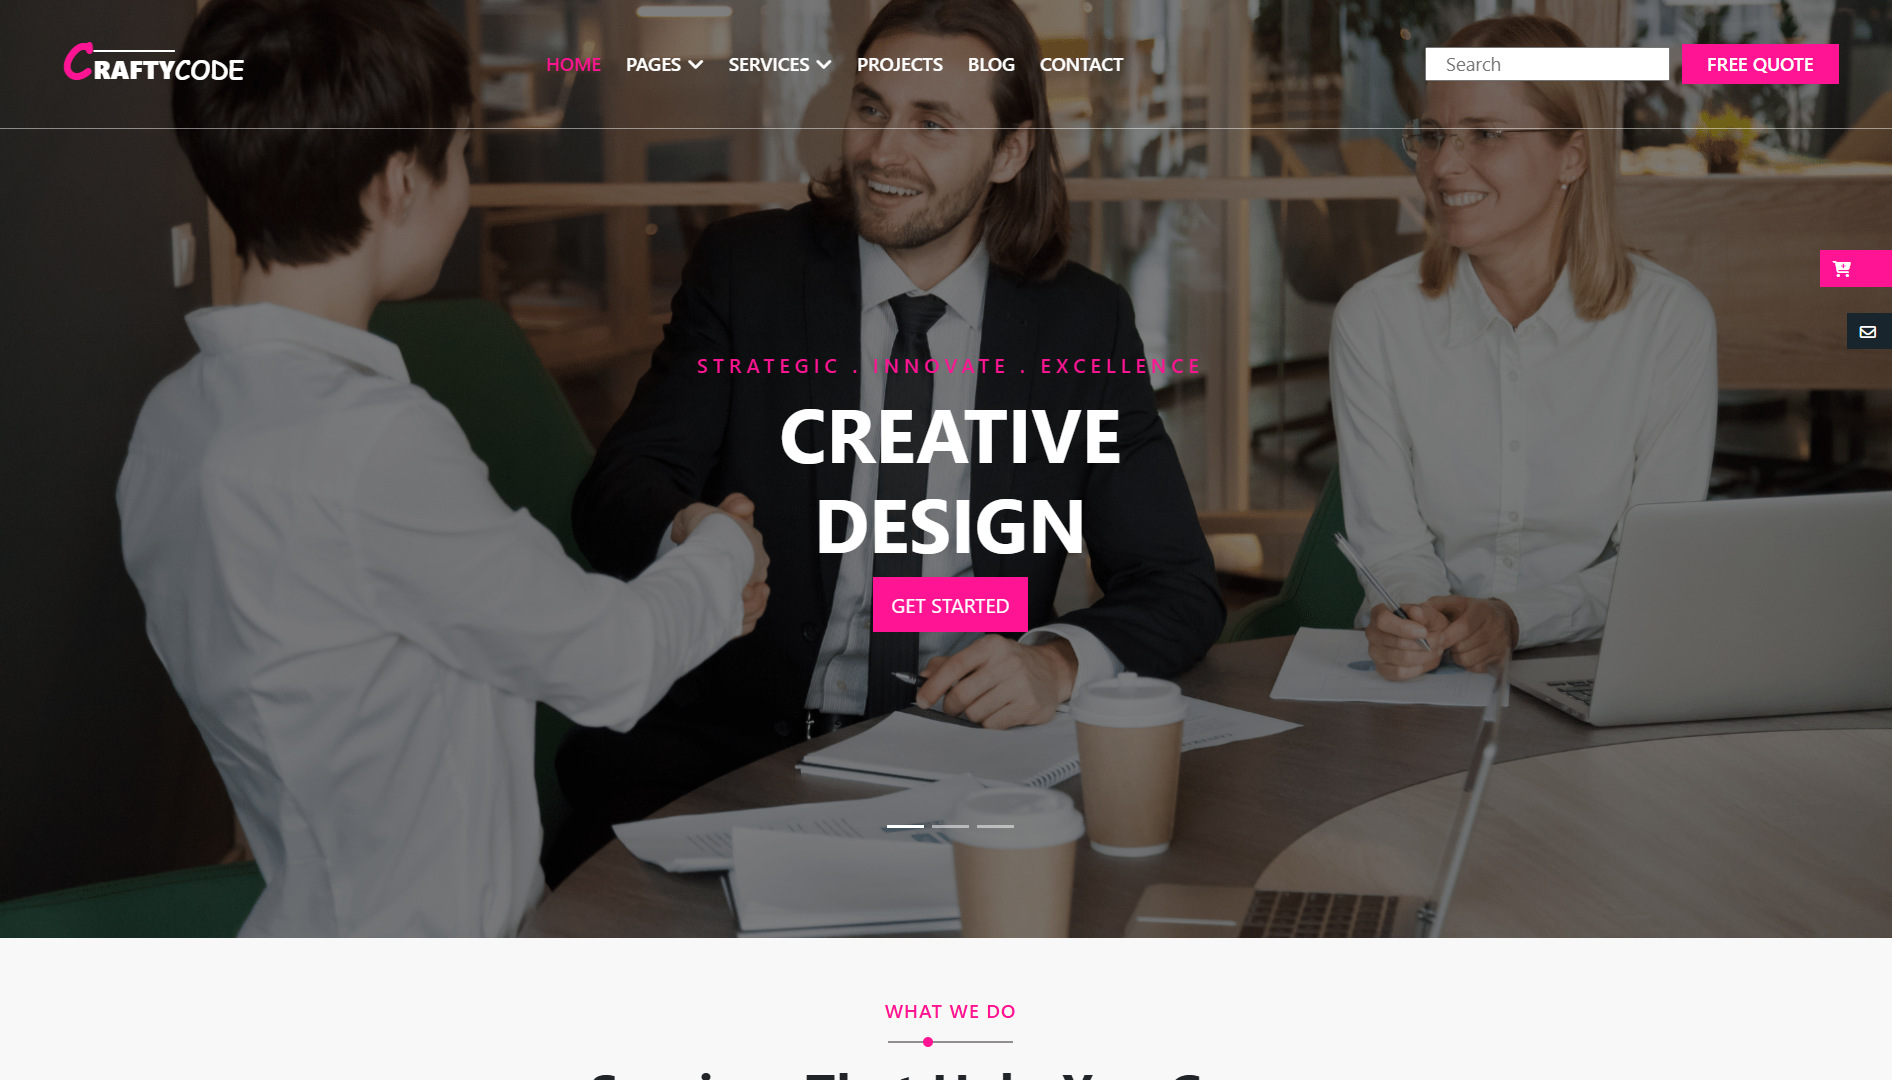 CRAFTYCODE
HOME PAGES SERVICES PROJECTS BLOG CONTACT
Search
FREE QUOTE
STRATEGIC . INNOVATE . EXCELLENCE
CREATIVE
DESIGN
GET STARTED
WHAT WE DO